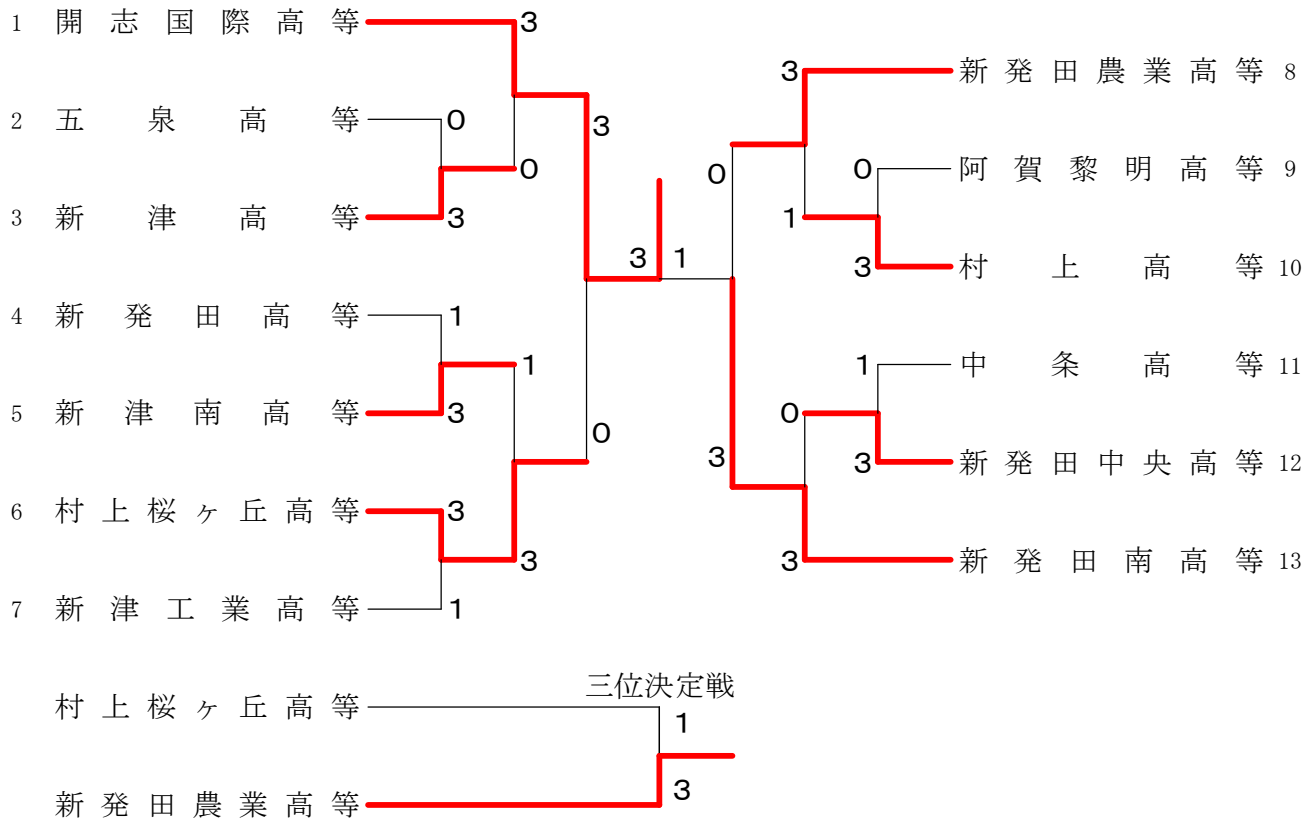 1 開志国際高等 3
3 新発田農業高等 8
2 五泉高等 0
3
0 阿賀黎明高等 9
0
0
3 新津高等 3
1
3 村上高等 10
3 1
4 新発田高等 1
1
1 中条高等 11
5 新津南高等 3
0
0
3
3 新発田中央高等 12
6 村上桜ヶ丘高等 3
3
3 新発田南高等 13
7 新津工業高等 1
三位決定戦
村上桜ヶ丘高等 1
新発田農業高等 3